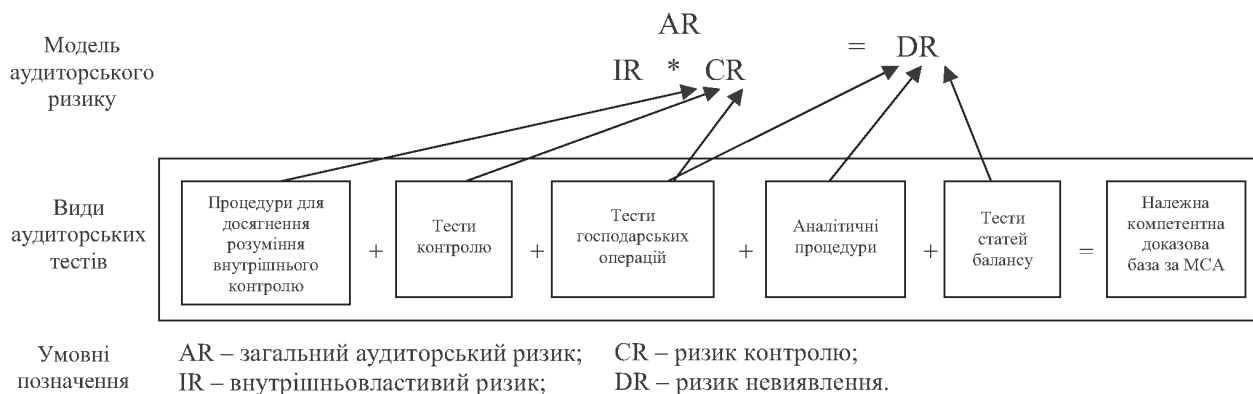 Модель
аудиторського
ризику
AR
IR * CR
= DR
Види
аудиторських
тестів
Процедури для
досягнення
розуміння
внутрішнього
контролю
+
Тести
контролю
+
Тести
господарських
операцій
+
Аналітичні
процедури
+
Тести
статей
балансу
=
Належна
компетентна
доказова
база за МСА
Умовні
позначення
AR – загальний аудиторський ризик; CR – ризик контролю;
IR – внутрішньовластивий ризик; DR – ризик невиявлення.